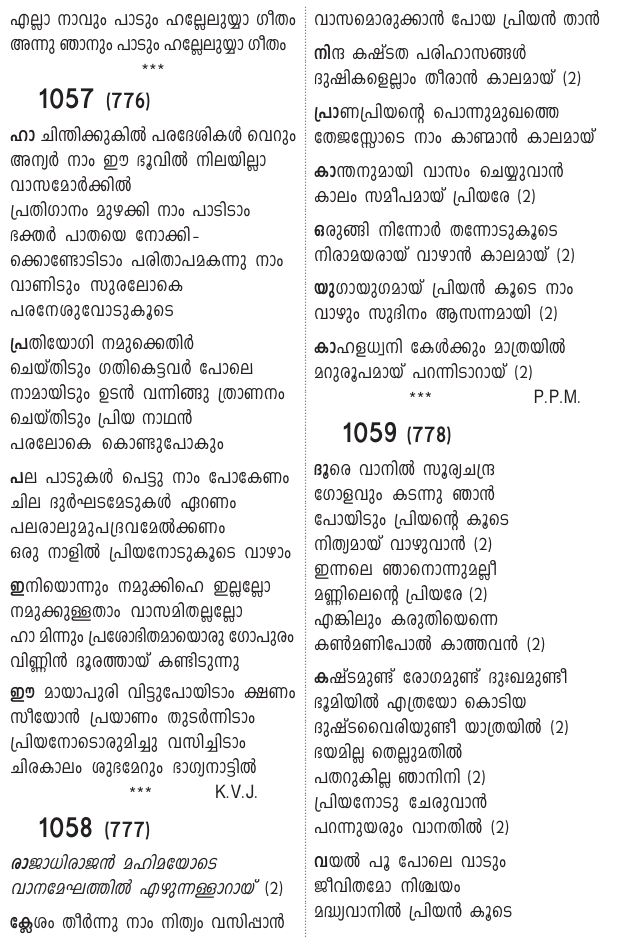 എല്ലാ നാവും പാടും ഹല്ലേലുയ്യാ ഗീതം
അന്നു ഞാനും പാടും ഹല്ലേലുയ്യാ ഗീതം
***
1057 (776)
ഹാ ചിന്തിക്കുകിൽ പരദേശികൾ വെറും
അന്യർ നാം ഈ ഭൂവിൽ നിലയില്ലാ
വാസമോർക്കിൽ
പ്രതിഗാനം മുഴക്കി നാം പാടിടാം
ഭക്തർ പാതയെ നോക്കി-
ക്കൊണ്ടോടിടാം പരിതാപമകന്നു നാം
വാണിടും സുരലോകെ
പരനേശുവോടുകൂടെ
പ്രതിയോഗി നമുക്കെതിർ
ചെയ്തിടും ഗതികെട്ടവർ പോലെ
നാമായിടും ഉടൻ വന്നിങ്ങു ത്രാണനം
ചെയ്തിടും പ്രിയ നാഥൻ
പരലോകെ കൊണ്ടുപോകും
പല പാടുകൾ പെട്ടു നാം പോകേണം
ചില ദുർഘടമേടുകൾ ഏറണം
പലരാലുമുപദ്രവമേൽക്കണം
ഒരു നാളിൽ പ്രിയനോടുകൂടെ വാഴാം
ഇനിയൊന്നും നമുക്കിഹെ ഇല്ലല്ലോ
നമുക്കുള്ളതാം വാസമിതല്ലല്ലോ
ഹാ മിന്നും പ്രശോഭിതമായൊരു ഗോപുരം
വിണ്ണിൻ ദൂരത്തായ് കണ്ടിടുന്നു
ഈ മായാപുരി വിട്ടുപോയിടാം ക്ഷണം
സീയോൻ പ്രയാണം തുടർന്നിടാം
പ്രിയനോടൊരുമിച്ചു വസിച്ചിടാം
ചിരകാലം ശുഭമേറും ഭാഗ്യനാട്ടിൽ
*** K.V.J.
1058 (777)
രാജാധിരാജൻ മഹിമയോടെ
വാനമേഘത്തിൽ എഴുന്നള്ളാറായ് (2)
ക്ലേശം തീർന്നു നാം നിത്യം വസിപ്പാൻ
വാസമൊരുക്കാൻ പോയ പ്രിയൻ താൻ
നിന്ദ കഷ്ടത പരിഹാസങ്ങൾ
ദുഷികളെല്ലാം തീരാൻ കാലമായ് (2)
പ്രാണപ്രിയന്റെ പൊന്നുമുഖത്തെ
തേജസ്സോടെ നാം കാണ്മാൻ കാലമായ്
കാന്തനുമായി വാസം ചെയ്യുവാൻ
കാലം സമീപമായ് പ്രിയരേ (2)
ഒരുങ്ങി നിന്നോർ തന്നോടുകൂടെ
നിരാമയരായ് വാഴാൻ കാലമായ് (2)
യുഗായുഗമായ് പ്രിയൻ കൂടെ നാം
വാഴും സുദിനം ആസന്നമായി (2)
കാഹളധ്വനി കേൾക്കും മാത്രയിൽ
മറുരൂപമായ് പറന്നിടാറായ് (2)
*** P.P.M.
1059 (778)
ദൂരെ വാനിൽ സൂര്യചന്ദ്ര
ഗോളവും കടന്നു ഞാൻ
പോയിടും പ്രിയന്റെ കൂടെ
നിത്യമായ് വാഴുവാൻ (2)
ഇന്നലെ ഞാനൊന്നുമല്ലീ
മണ്ണിലെന്റെ പ്രിയരേ (2)
എങ്കിലും കരുതിയെന്നെ
കൺമണിപോൽ കാത്തവൻ (2)
കഷ്ടമുണ്ട് രോഗമുണ്ട് ദുഃഖമുണ്ടീ
ഭൂമിയിൽ എത്രയോ കൊടിയ
ദുഷ്ടവൈരിയുണ്ടീ യാത്രയിൽ (2)
ഭയമില്ല തെല്ലുമതിൽ
പതറുകില്ല ഞാനിനി (2)
പ്രിയനോടു ചേരുവാൻ
പറന്നുയരും വാനതിൽ (2)
വയൽ പൂ പോലെ വാടും
ജീവിതമോ നിശ്ചയം
മദ്ധ്യവാനിൽ പ്രിയൻ കൂടെ